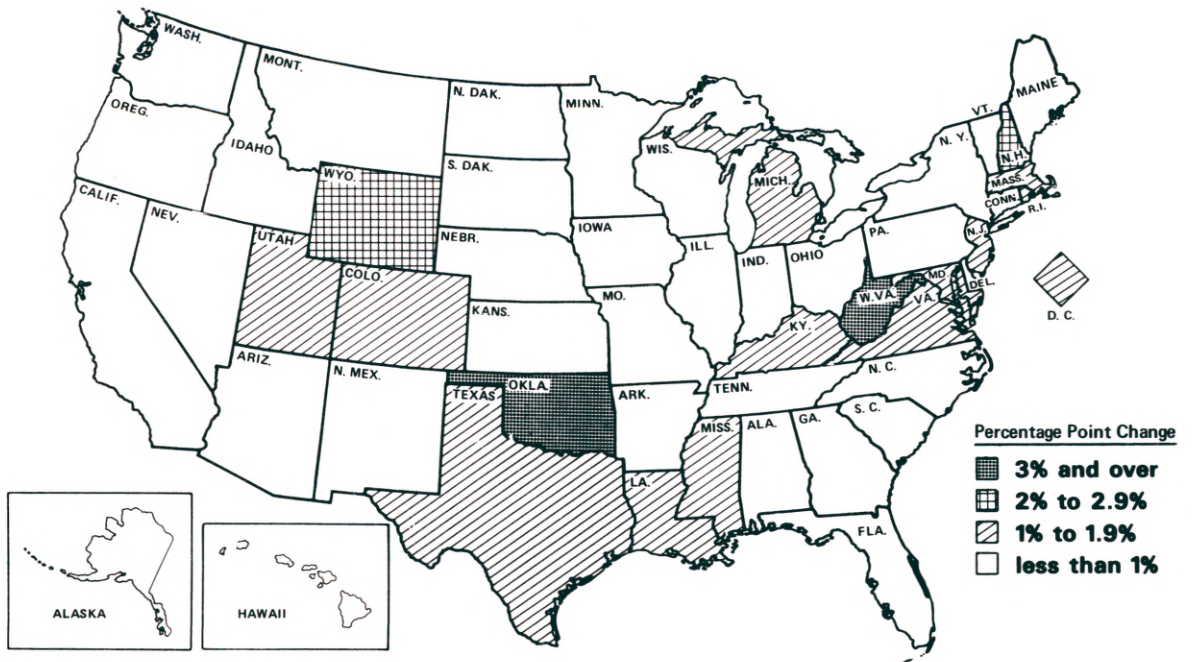 WASH.
MONT.
N. DAK.
MINN.
MAINE
VT.
OREG.
IDAHO
S. DAK.
WIS.
N. Y.
N.H.
WYO.
MICH.
MASS.
CALIF.
NEV.
CONN.
R.I.
NEBR.
IOWA
PA.
N.J.
UTAH
COLO.
ILL.
IND.
OHIO
MD.
DEL.
W.VA.
VA.
KANS.
MO.
KY.
D. C.
ARIZ.
N. MEX.
OKLA.
TEXAS
ARK.
TENN.
N. C.
MISS.
ALA.
GA.
S. C.
LA.
FLA.
ALASKA
HAWAII
Percentage Point Change
3% and over
2% to 2.9%
1% to 1.9%
less than 1%